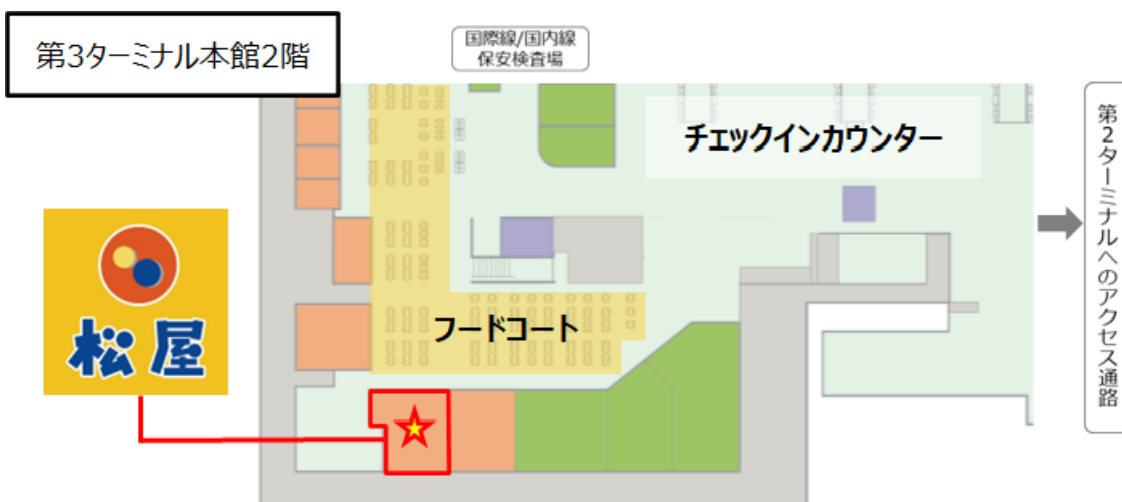 第3ターミナル本館2階
国際線/国内線
保安検査場
チェックインカウンター
第2ターミナルへのアクセス通路
松屋
フードコート